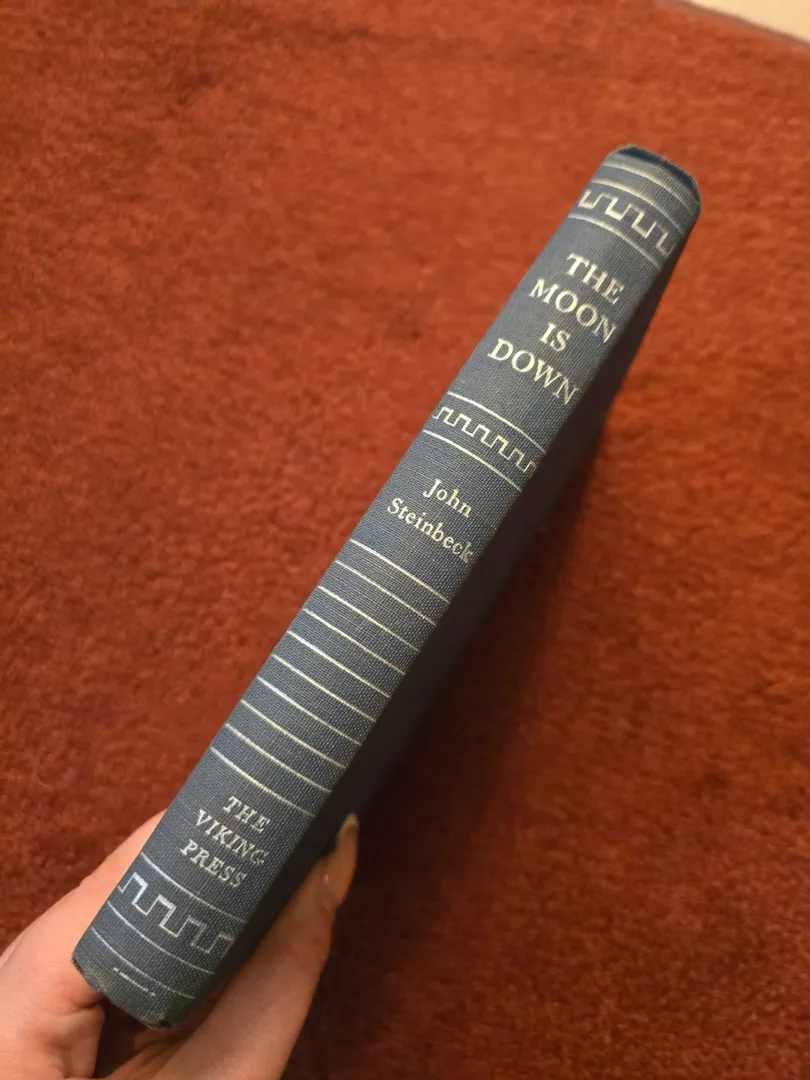 THE
MOON
IS
DOWN
John
Steinbeck
THE
VIKING
PRESS